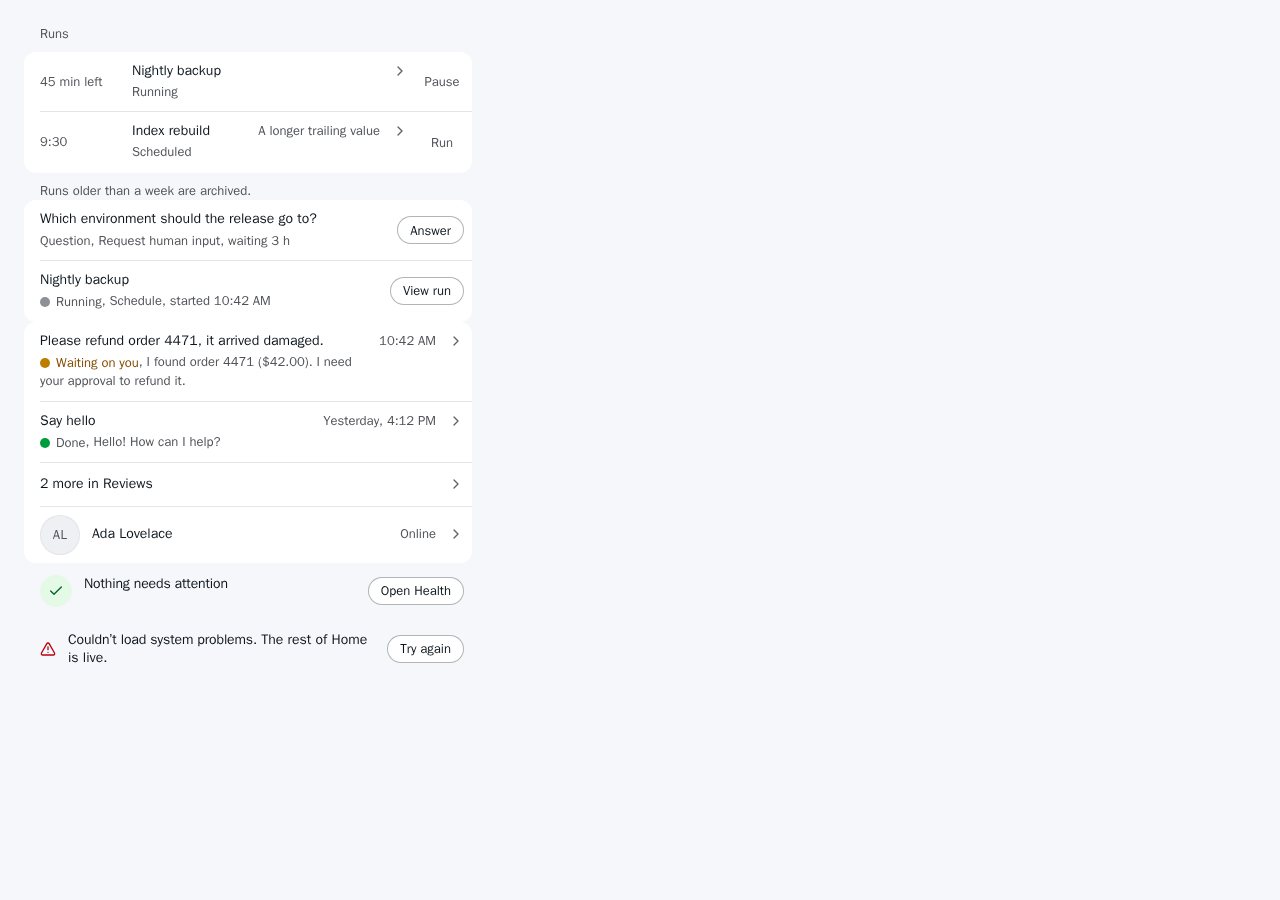 Runs
45 min left
Nightly backup
Running
Pause
9:30
Index rebuild
Scheduled
A longer trailing value
Run
Runs older than a week are archived.
Which environment should the release go to?
Question, Request human input, waiting 3 h
Answer
Nightly backup
Running, Schedule, started 10:42 AM
View run
Please refund order 4471, it arrived damaged.
10:42 AM
Waiting on you, I found order 4471 ($42.00). I need
your approval to refund it.
Say hello
Yesterday, 4:12 PM
Done, Hello! How can I help?
2 more in Reviews
AL
Ada Lovelace
Online
Nothing needs attention
Open Health
Couldn’t load system problems. The rest of Home
is live.
Try again